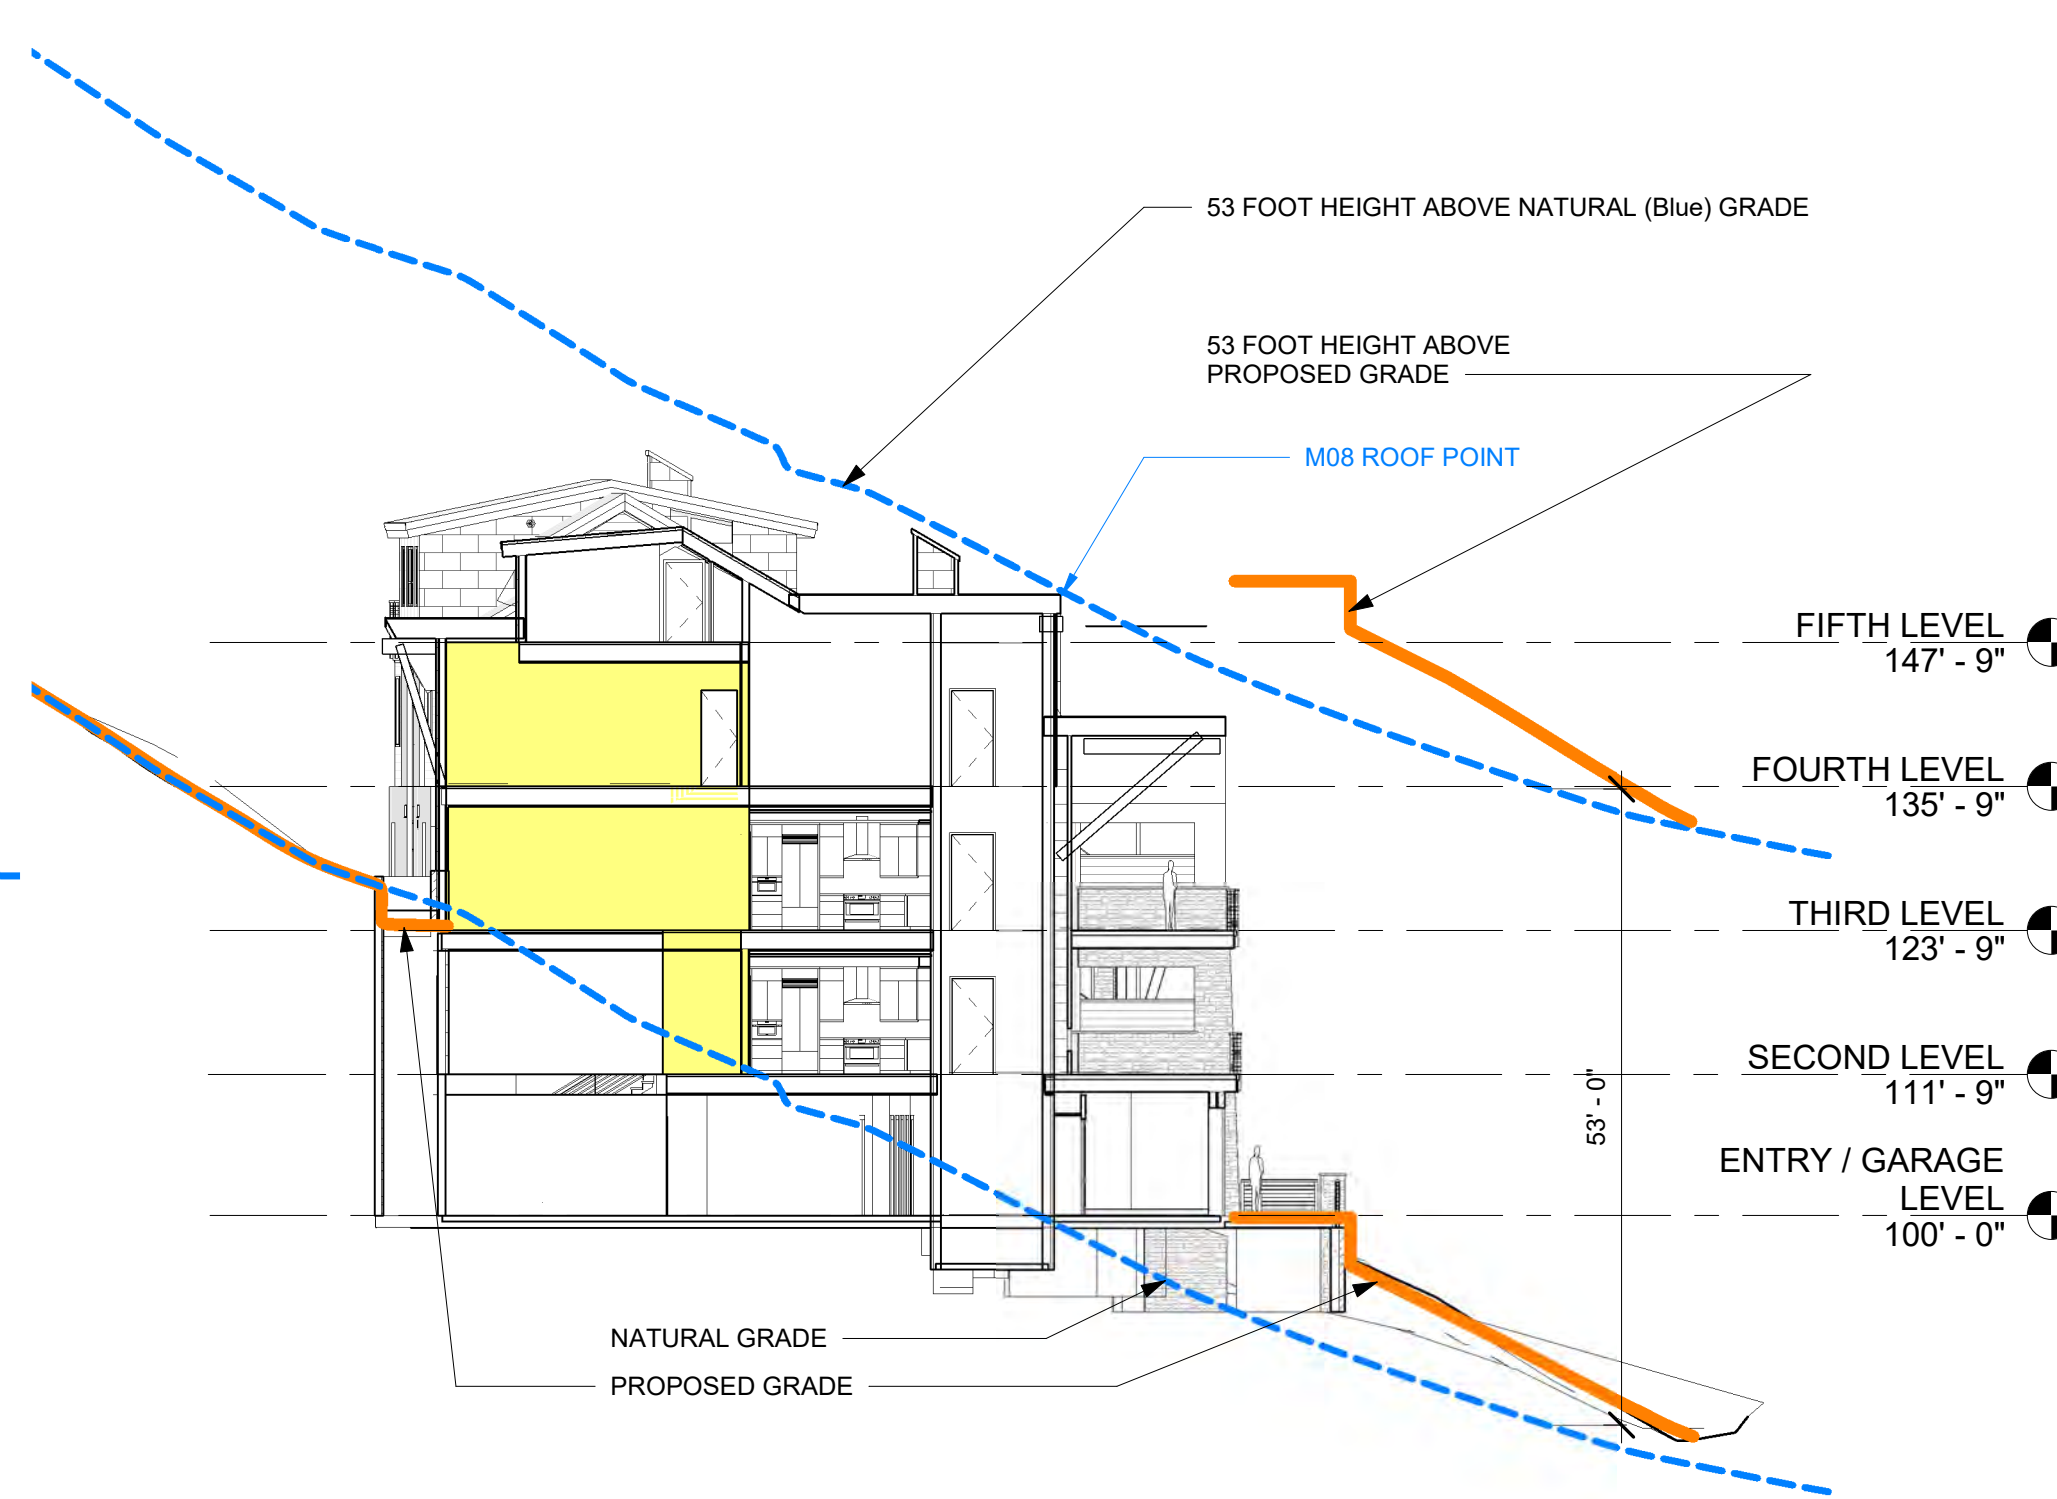 53 FOOT HEIGHT ABOVE NATURAL (Blue) GRADE
53 FOOT HEIGHT ABOVE
PROPOSED GRADE
M08 ROOF POINT
FIFTH LEVEL
147' - 9"
FOURTH LEVEL
135' - 9"
THIRD LEVEL
123' - 9"
SECOND LEVEL
111' - 9"
53' - 0"
ENTRY / GARAGE
LEVEL
100' - 0"
NATURAL GRADE
PROPOSED GRADE